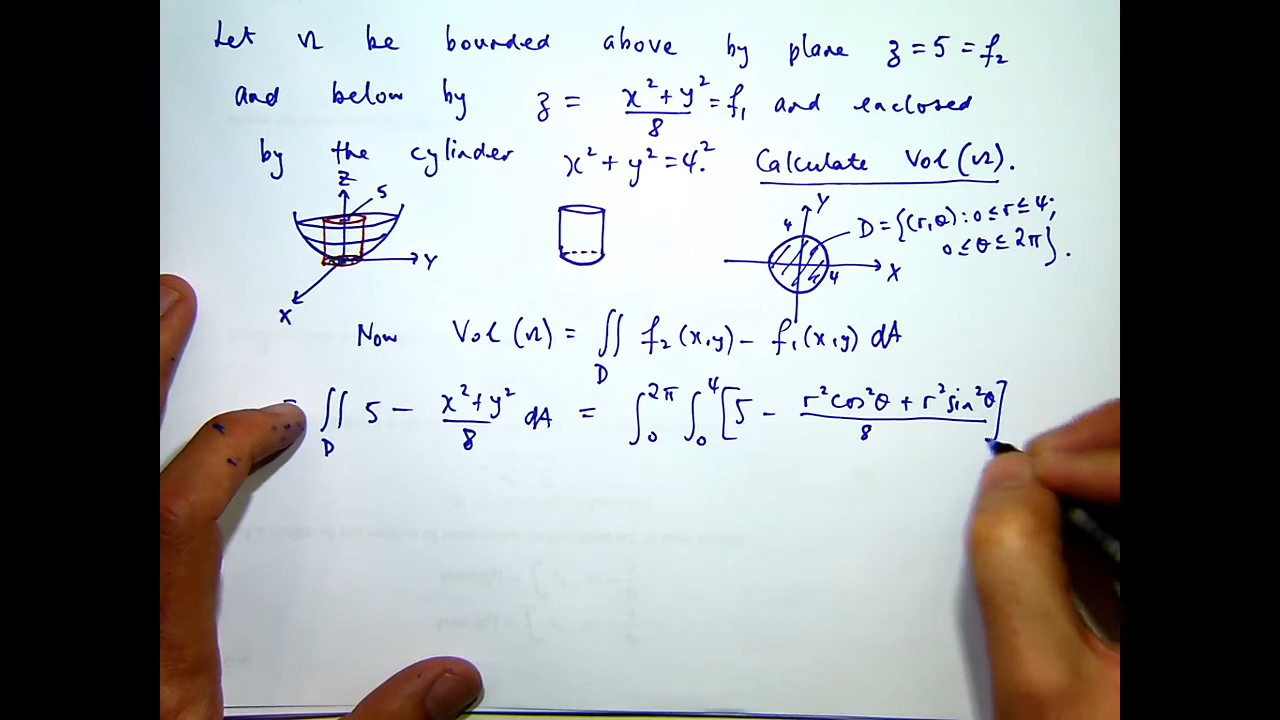 Let Ω be bounded above by plane z = 5 = f₂
and below by z = (x² + y²)/8 = f₁ and enclosed
by the cylinder x² + y² = 4². Calculate Vol(Ω).
Z
5
Y
X
Y
4
4
X
D = {(r,θ) : 0 ≤ r ≤ 4;
0 ≤ θ ≤ 2π}.
Now Vol(Ω) = ∬_D f₂(x,y) − f₁(x,y) dA
= ∬_D 5 − (x² + y²)/8 dA = ∫₀^2π ∫₀^4 [5 − (r²cos²θ + r²sin²θ)/8]